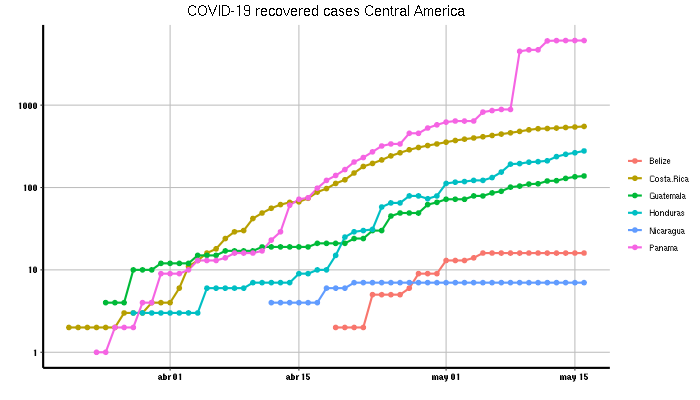 COVID-19 recovered cases Central America
1000
100
10
1
abr 01
abr 15
may 01
may 15
Belize
Costa.Rica
Guatemala
Honduras
Nicaragua
Panama